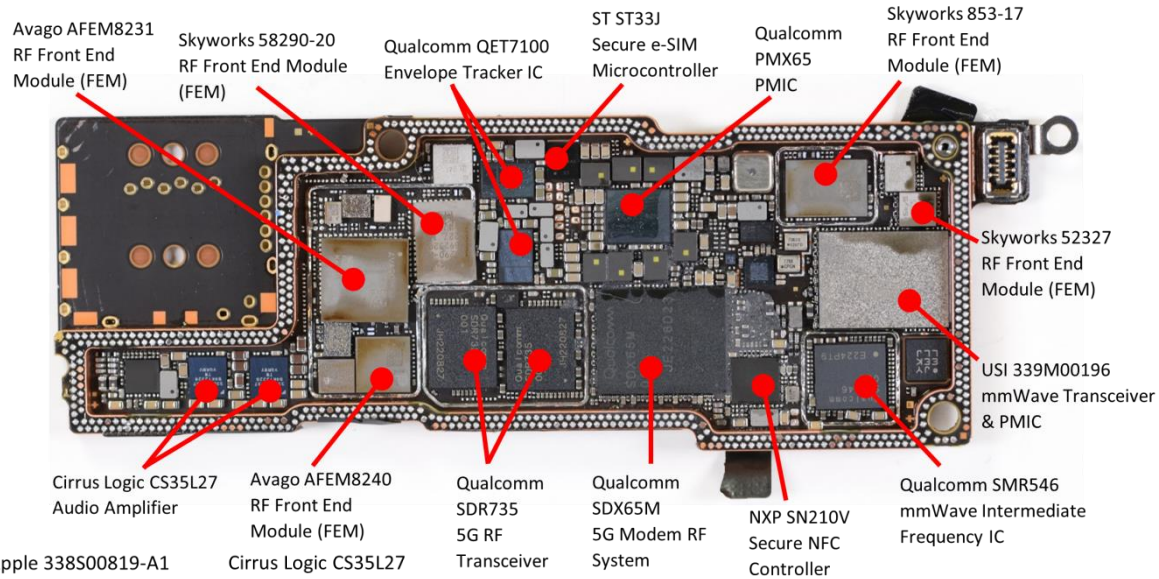 Avago AFEM8231
RF Front End
Module (FEM)
Skyworks 58290-20
RF Front End Module
(FEM)
Qualcomm QET7100
Envelope Tracker IC
ST ST33J
Secure e-SIM
Microcontroller
Qualcomm
PMX65
PMIC
Skyworks 853-17
RF Front End
Module (FEM)
Skyworks 52327
RF Front End
Module (FEM)
USI 339M00196
mmWave Transceiver
& PMIC
Cirrus Logic CS35L27
Audio Amplifier
Avago AFEM8240
RF Front End
Module (FEM)
Qualcomm
SDR735
5G RF
Transceiver
Qualcomm
SDX65M
5G Modem RF
System
NXP SN210V
Secure NFC
Controller
Qualcomm SMR546
mmWave Intermediate
Frequency IC
pple 338S00819-A1
Cirrus Logic CS35L27
Qualcomm
SDX65M